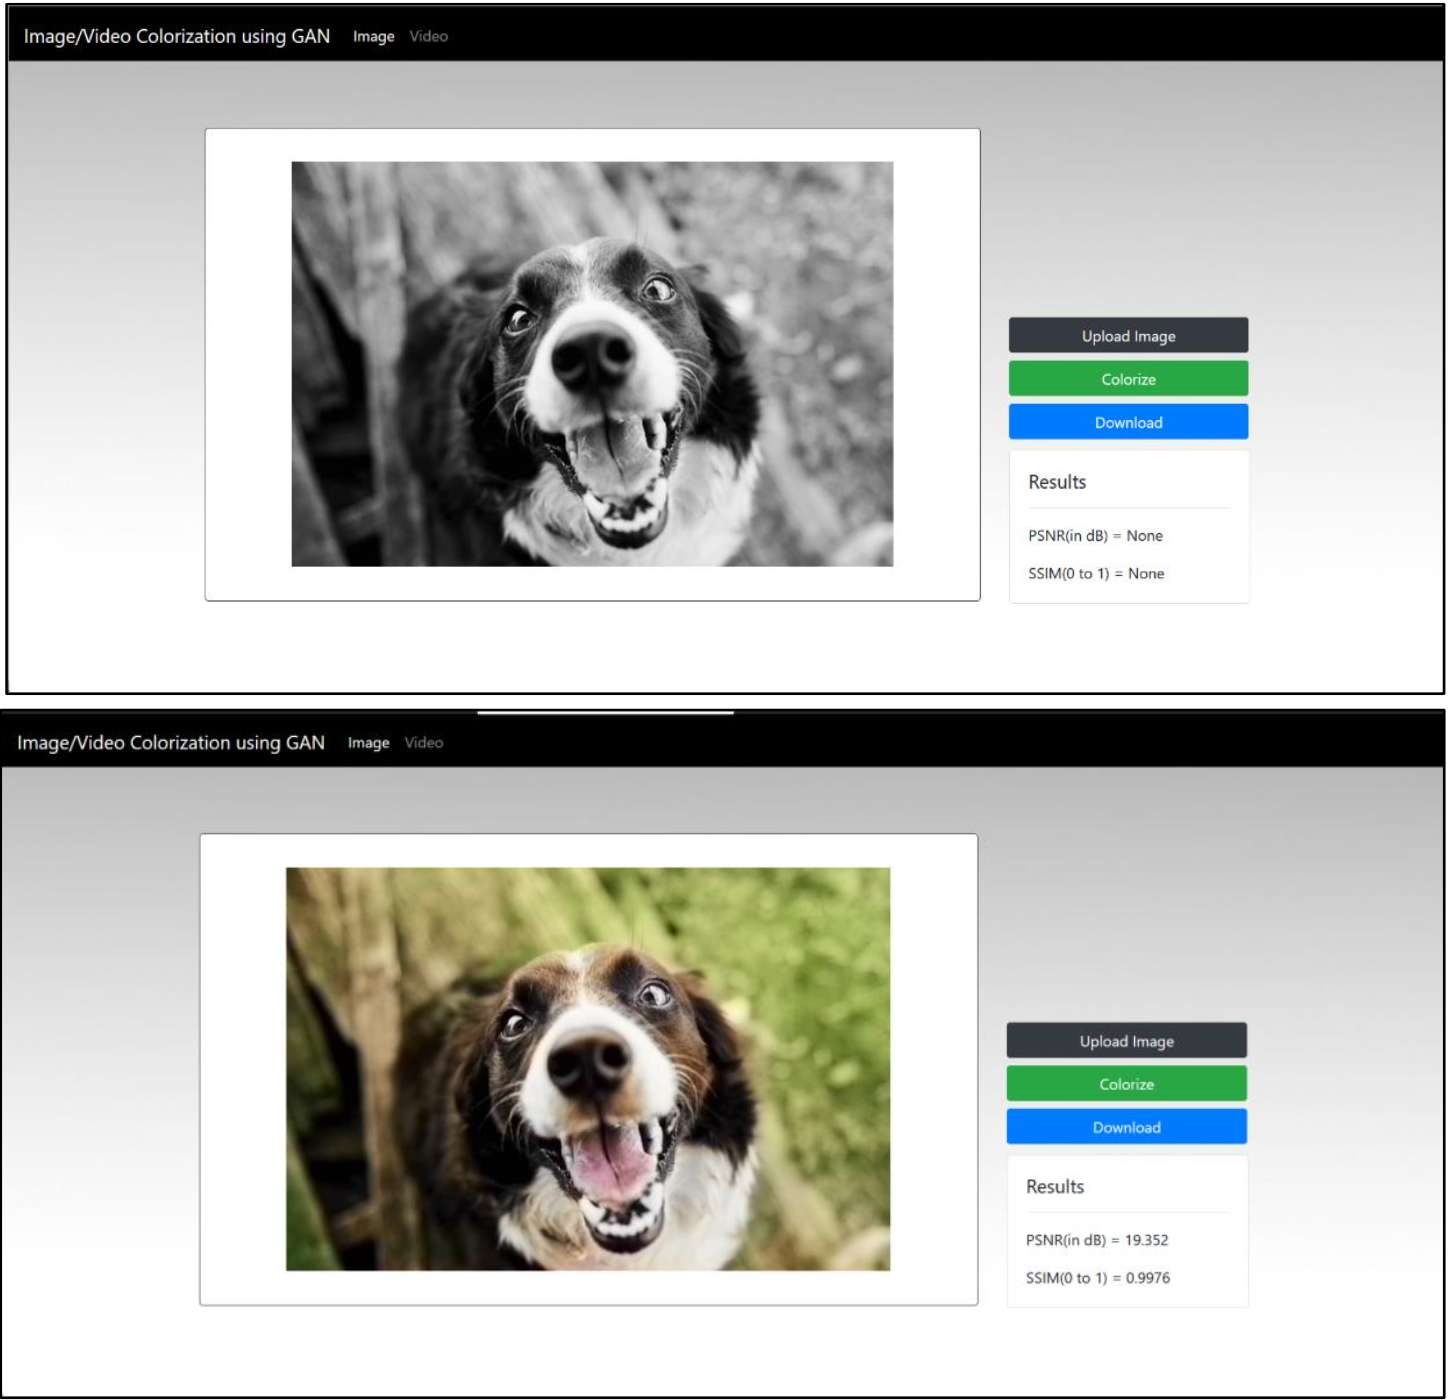 Image/Video Colorization using GAN Image Video
Upload Image
Colorize
Download
Results
PSNR(in dB) = None
SSIM(0 to 1) = None
Image/Video Colorization using GAN Image Video
Upload Image
Colorize
Download
Results
PSNR(in dB) = 19.352
SSIM(0 to 1) = 0.9976